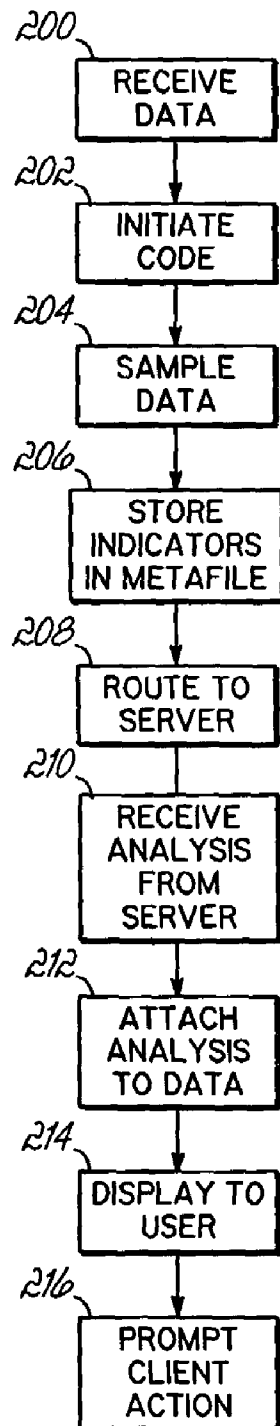 200
RECEIVE
DATA
202
INITIATE
CODE
204
SAMPLE
DATA
206
STORE
INDICATORS
IN METAFILE
208
ROUTE TO
SERVER
210
RECEIVE
ANALYSIS
FROM
SERVER
212
ATTACH
ANALYSIS
TO DATA
214
DISPLAY TO
USER
216
PROMPT
CLIENT
ACTION